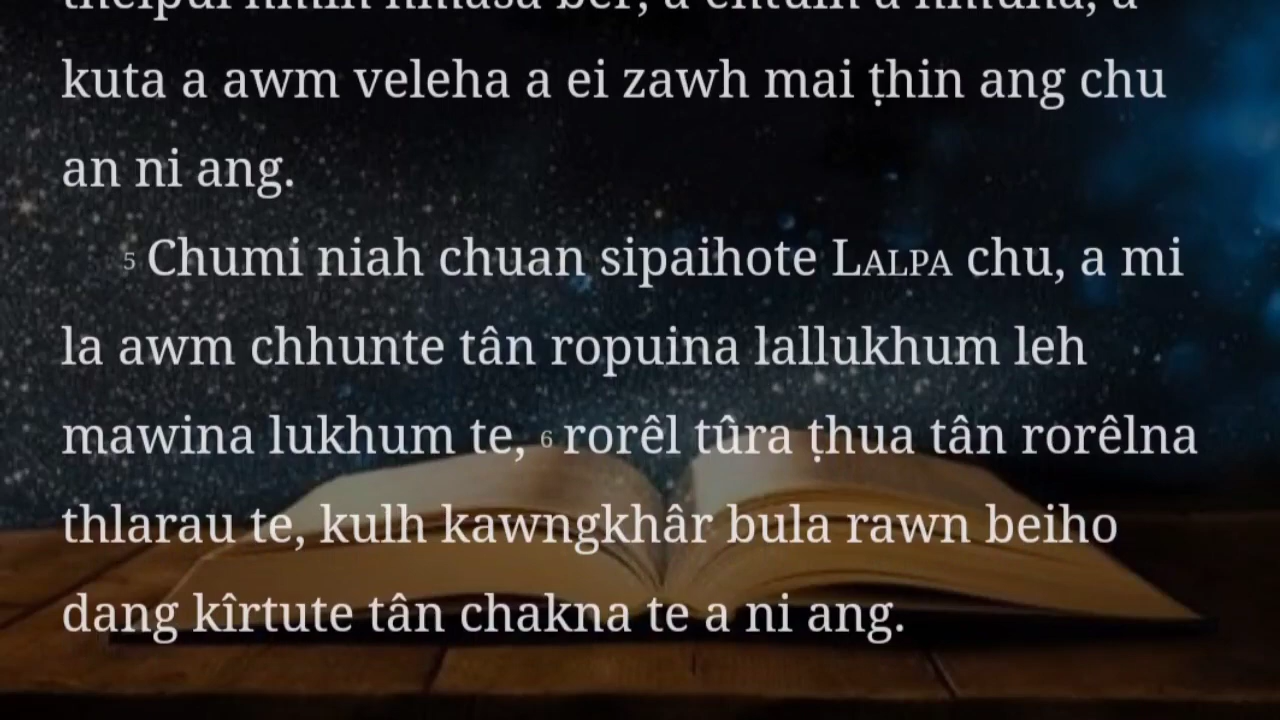 kuta a awm veleha a ei zawh mai ṭhin ang chu
an ni ang.
5 Chumi niah chuan sipaihote LALPA chu, a mi
la awm chhunte tân ropuina lallukhum leh
mawina lukhum te, 6 rorêl tûra ṭhua tân rorêlna
thlarau te, kulh kawngkhâr bula rawn beiho
dang kîrtute tân chakna te a ni ang.